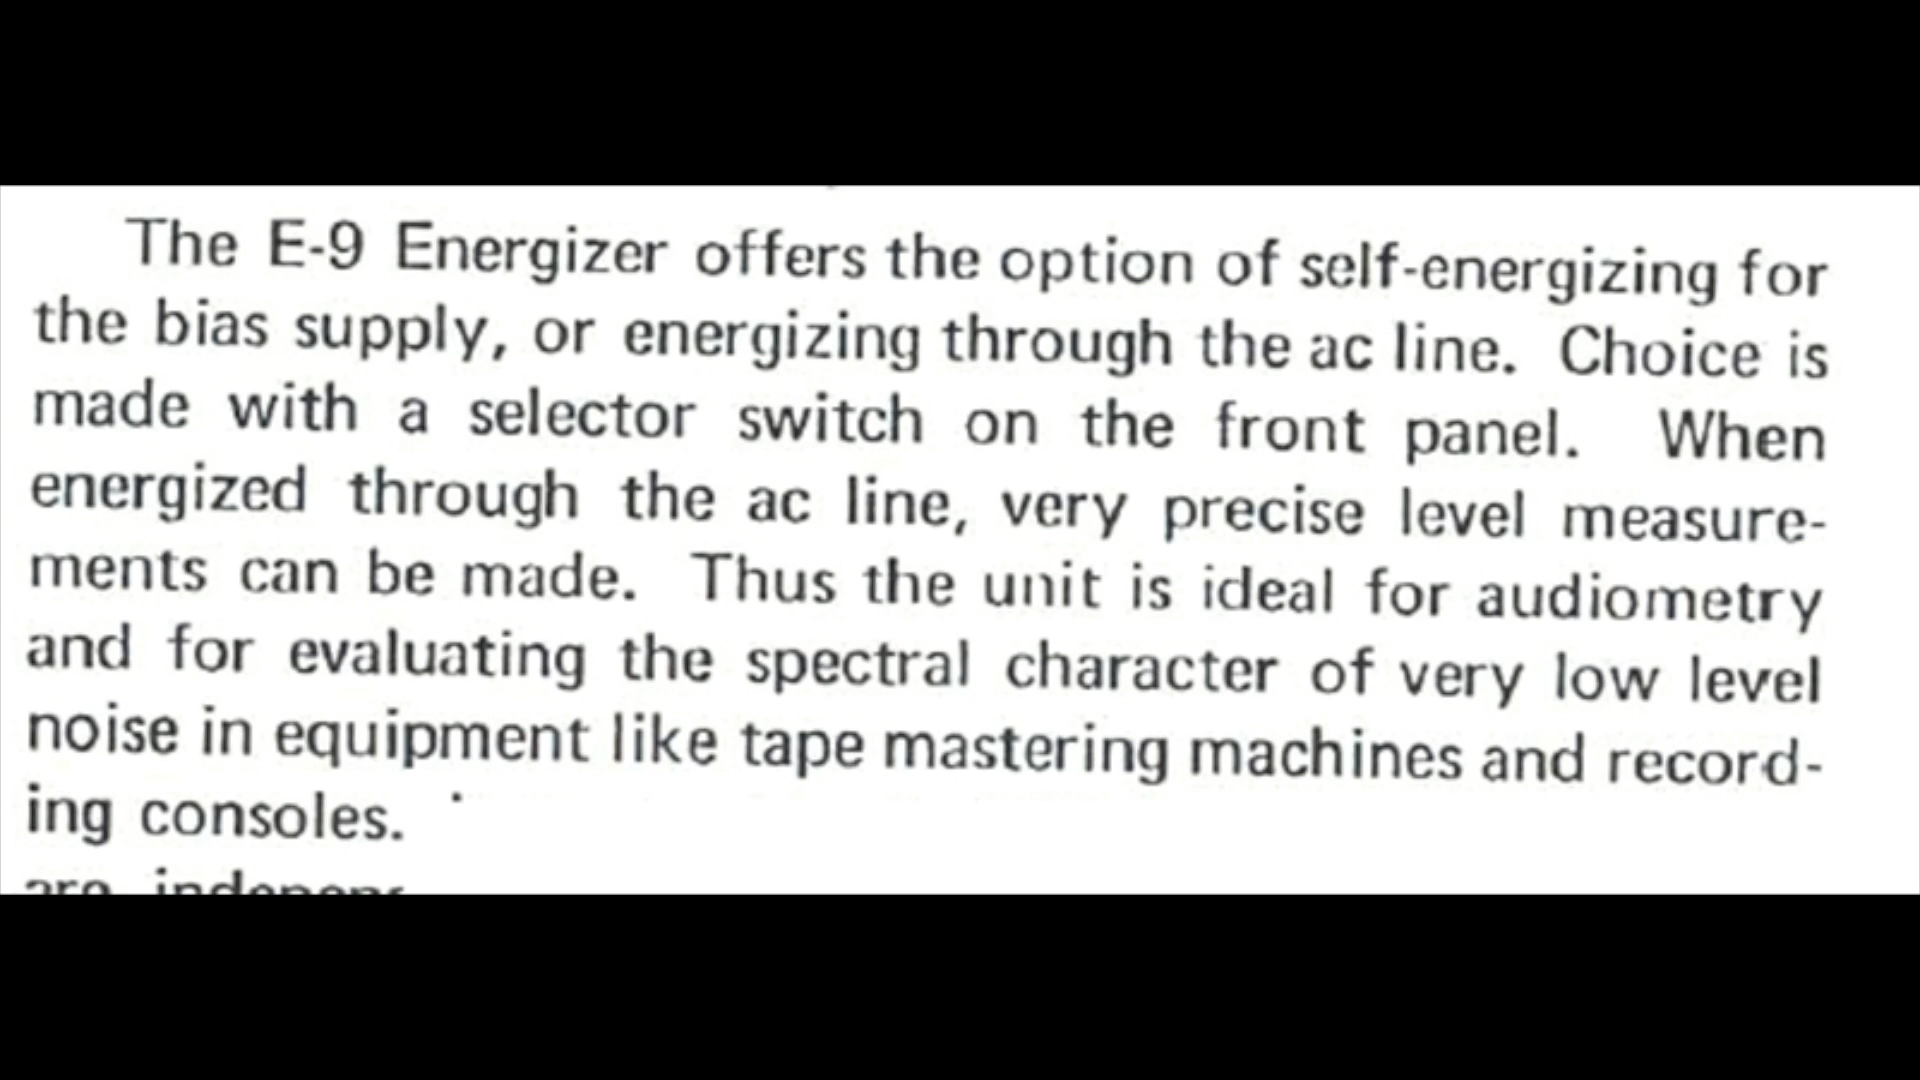 The E-9 Energizer offers the option of self-energizing for
the bias supply, or energizing through the ac line. Choice is
made with a selector switch on the front panel. When
energized through the ac line, very precise level measure-
ments can be made. Thus the unit is ideal for audiometry
and for evaluating the spectral character of very low level
noise in equipment like tape mastering machines and record-
ing consoles.
are